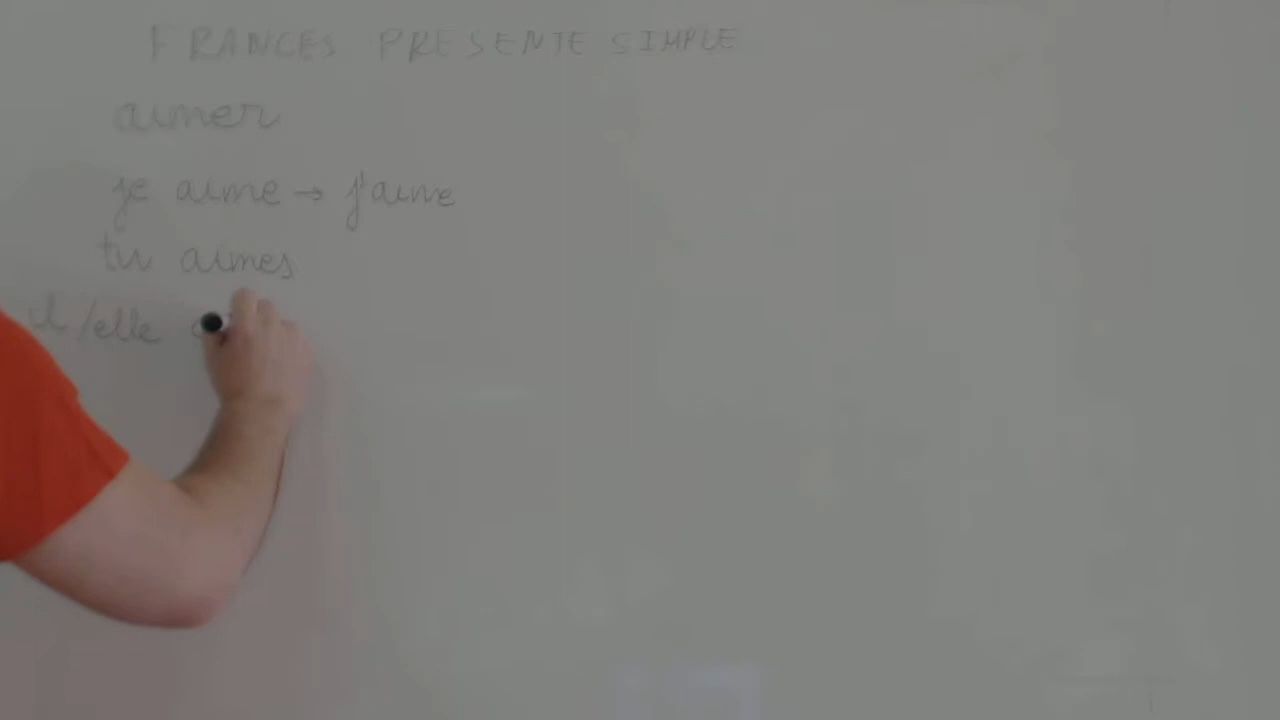 FRANCES PRESENTE SIMPLE
aimer
je aime → j'aime
tu aimes
il/elle